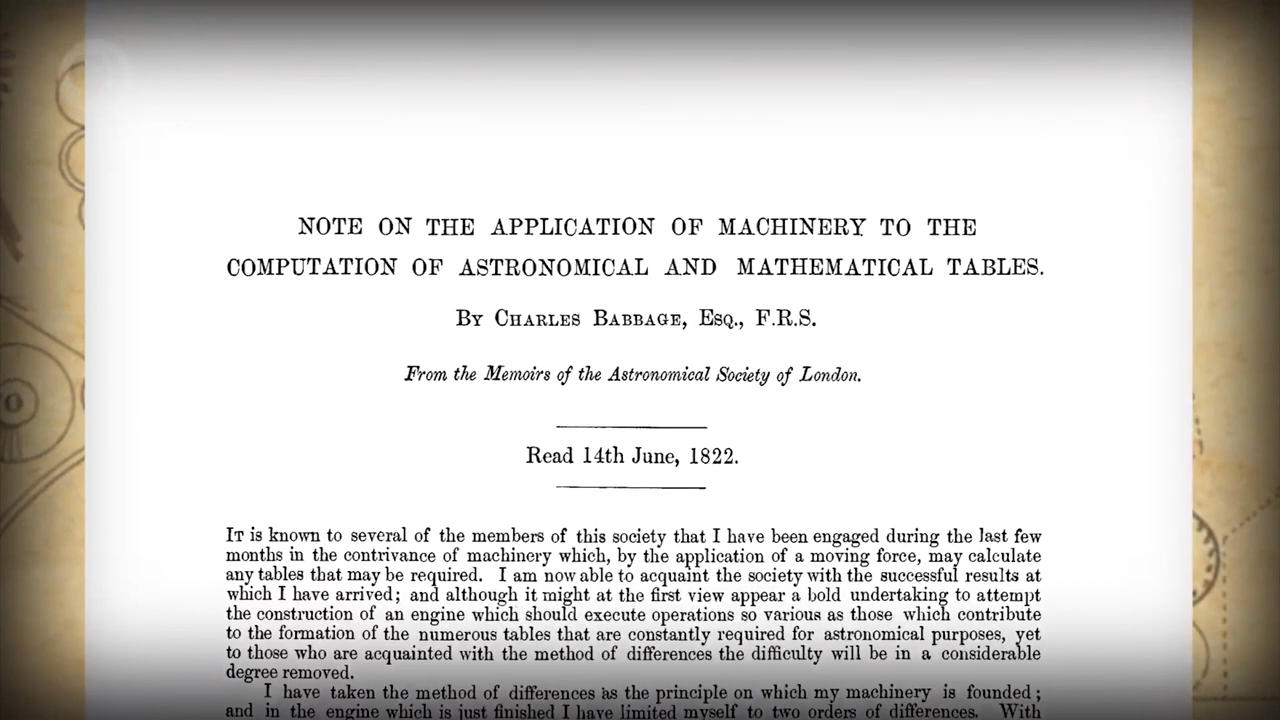 NOTE ON THE APPLICATION OF MACHINERY TO THE
COMPUTATION OF ASTRONOMICAL AND MATHEMATICAL TABLES.
By Charles Babbage, Esq., F.R.S.
From the Memoirs of the Astronomical Society of London.
Read 14th June, 1822.
It is known to several of the members of this society that I have been engaged during the last few
months in the contrivance of machinery which, by the application of a moving force, may calculate
any tables that may be required. I am now able to acquaint the society with the successful results at
which I have arrived; and although it might at the first view appear a bold undertaking to attempt
the construction of an engine which should execute operations so various as those which contribute
to the formation of the numerous tables that are constantly required for astronomical purposes, yet
to those who are acquainted with the method of differences the difficulty will be in a considerable
degree removed.
I have taken the method of differences as the principle on which my machinery is founded;
and in the engine which is just finished I have limited myself to two orders of differences. With